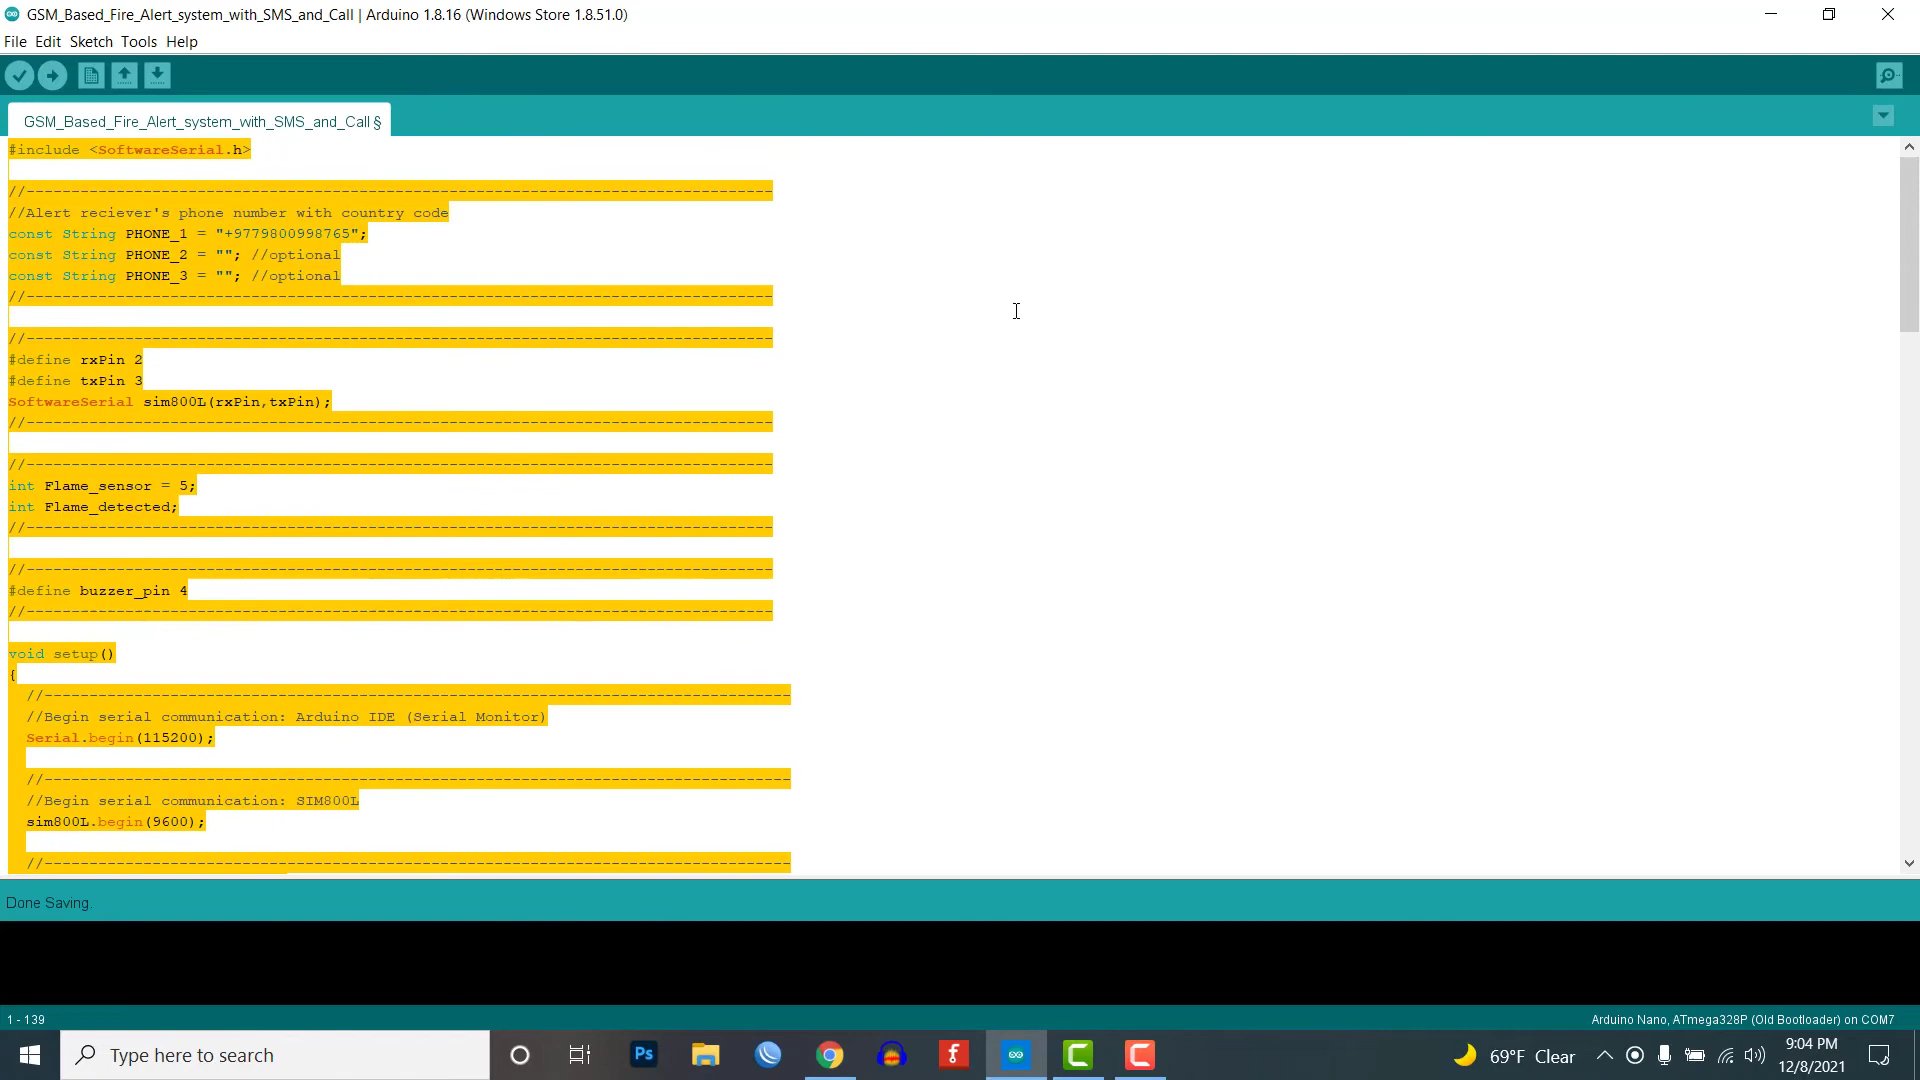 GSM_Based_Fire_Alert_system_with_SMS_and_Call | Arduino 1.8.16 (Windows Store 1.8.51.0)
File Edit Sketch Tools Help
GSM_Based_Fire_Alert_system_with_SMS_and_Call §
#include <SoftwareSerial.h>
//-----------------------------------------------------------------------------------
//Alert reciever's phone number with country code
const String PHONE_1 = "+9779800998765";
const String PHONE_2 = ""; //optional
const String PHONE_3 = ""; //optional
//-----------------------------------------------------------------------------------
//-----------------------------------------------------------------------------------
#define rxPin 2
#define txPin 3
SoftwareSerial sim800L(rxPin,txPin);
//-----------------------------------------------------------------------------------
//-----------------------------------------------------------------------------------
int Flame_sensor = 5;
int Flame_detected;
//-----------------------------------------------------------------------------------
//-----------------------------------------------------------------------------------
#define buzzer_pin 4
//-----------------------------------------------------------------------------------
void setup()
{
//-----------------------------------------------------------------------------------
//Begin serial communication: Arduino IDE (Serial Monitor)
Serial.begin(115200);
//-----------------------------------------------------------------------------------
//Begin serial communication: SIM800L
sim800L.begin(9600);
//-----------------------------------------------------------------------------------
Done Saving.
1 - 139
Arduino Nano, ATmega328P (Old Bootloader) on COM7
Type here to search
Ps
69°F Clear
9:04 PM
12/8/2021